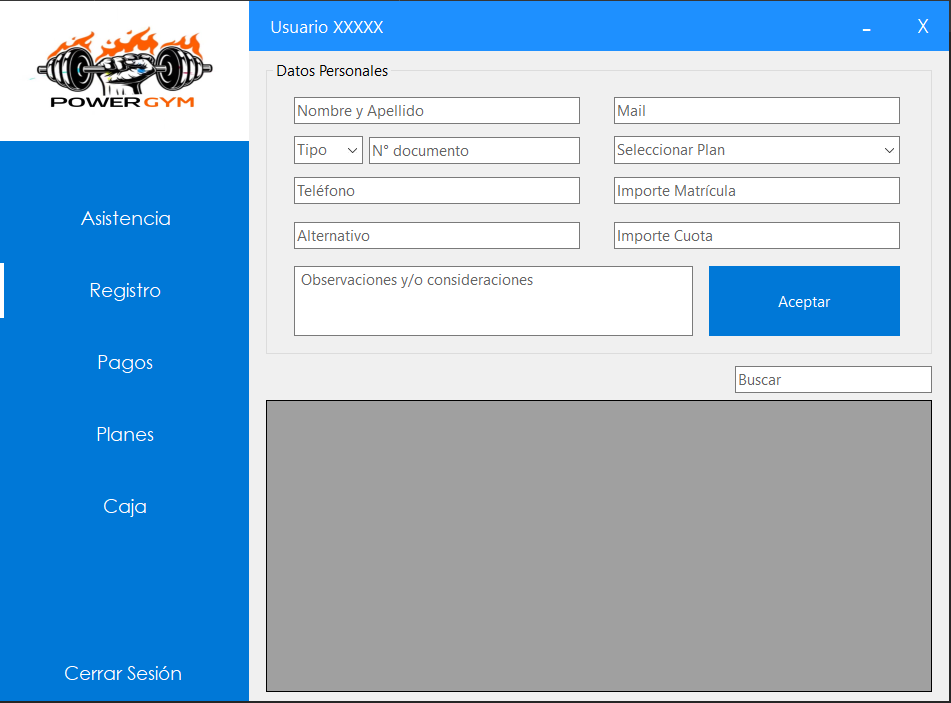 POWERGYM
Asistencia
Registro
Pagos
Planes
Caja
Cerrar Sesión
Usuario XXXXX
- X
Datos Personales
Nombre y Apellido
Mail
Tipo
N° documento
Seleccionar Plan
Teléfono
Importe Matrícula
Alternativo
Importe Cuota
Observaciones y/o consideraciones
Aceptar
Buscar